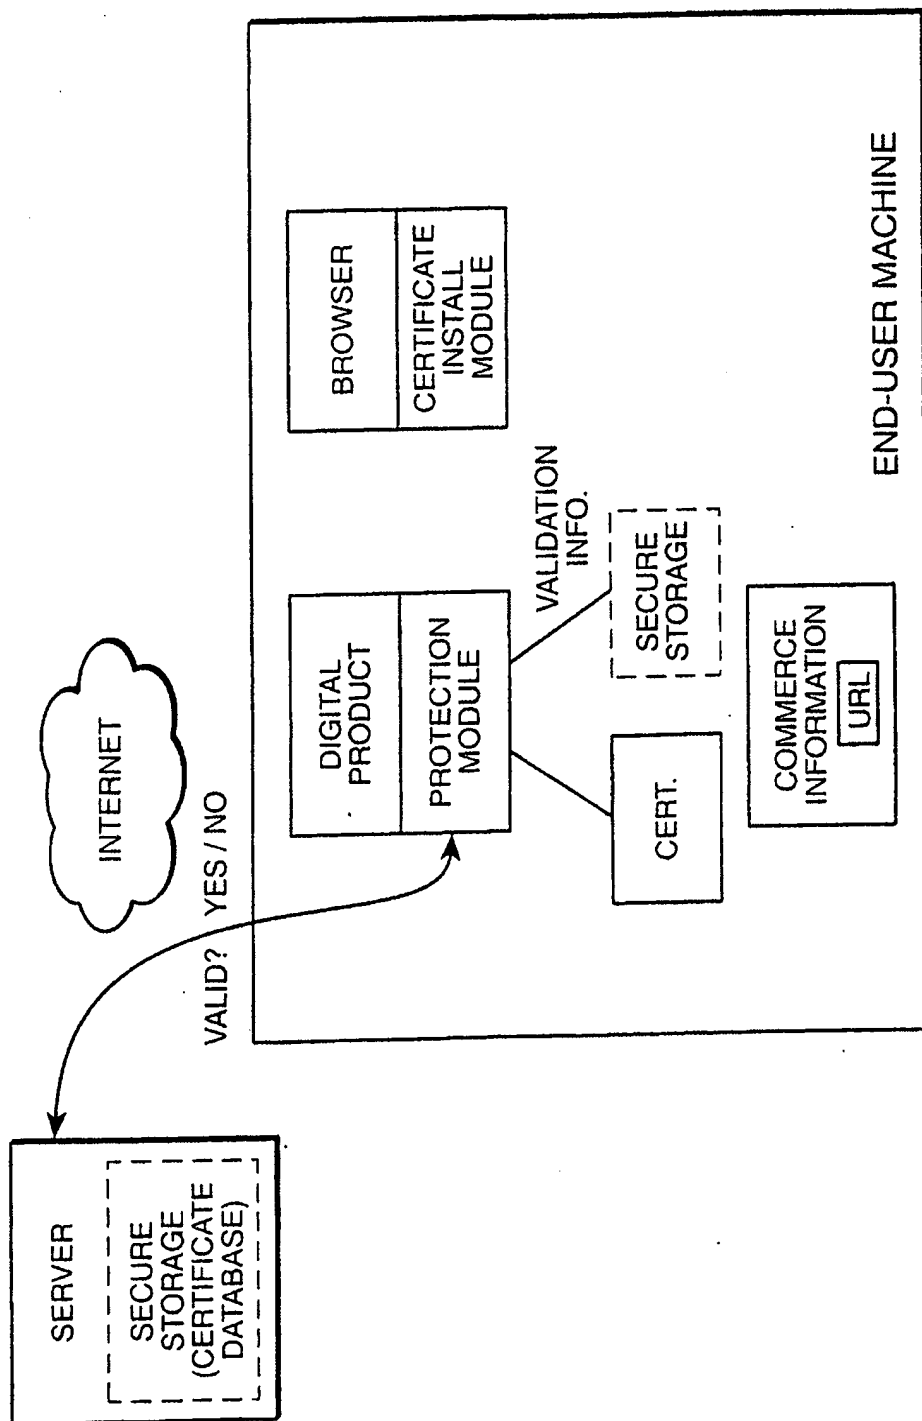 SERVER
SECURE
STORAGE
(CERTIFICATE
DATABASE)
INTERNET
VALID? YES / NO
DIGITAL
PRODUCT
PROTECTION
MODULE
BROWSER
CERTIFICATE
INSTALL
MODULE
VALIDATION
INFO.
CERT.
SECURE
STORAGE
COMMERCE
INFORMATION
URL
END-USER MACHINE